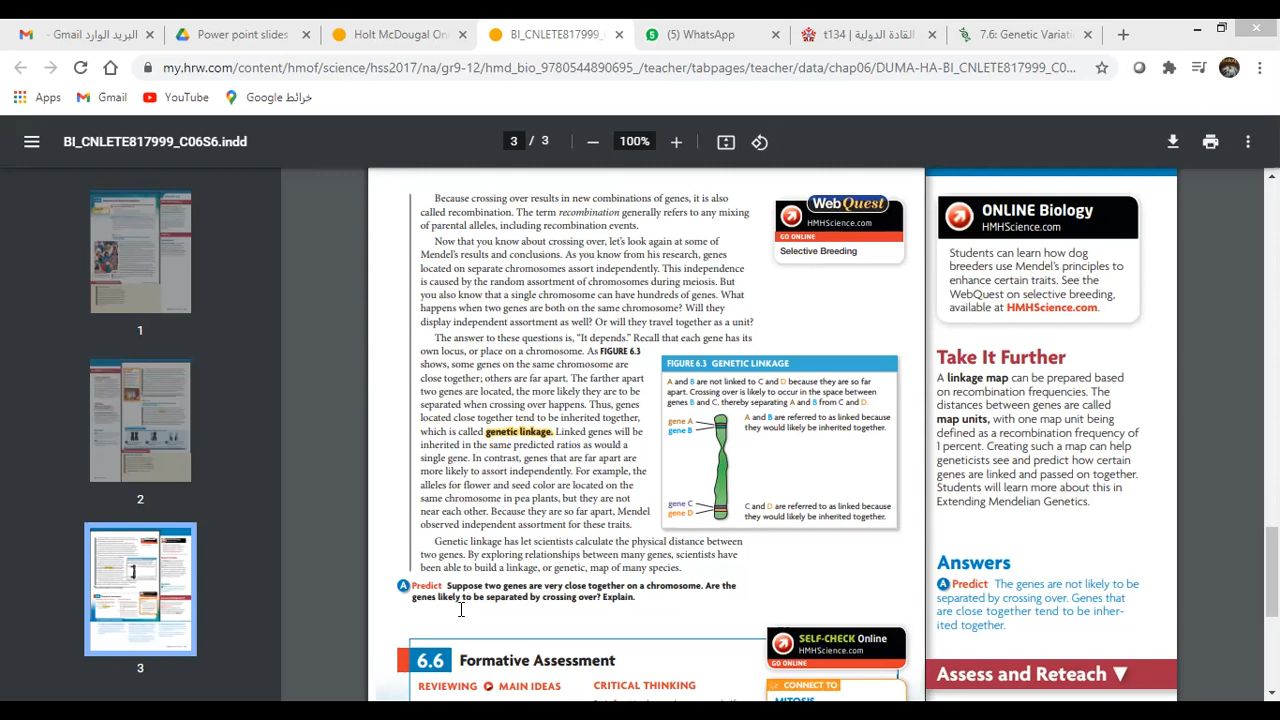 Gmail البريد الوارد
Power point slides
Holt McDougal On
BI_CNLETE817999_
(5) WhatsApp
t134 | القادة الدولية
7.6: Genetic Variati
my.hrw.com/content/hmof/science/hss2017/na/gr9-12/hmd_bio_9780544890695_/teacher/tabpages/teacher/data/chap06/DUMA-HA-BI_CNLETE817999_C0...
Apps
Gmail
YouTube
خرائط Google
BI_CNLETE817999_C06S6.indd
3 / 3
100%
1
2
3
Because crossing over results in new combinations of genes, it is also
called recombination. The term recombination generally refers to any mixing
of parental alleles, including recombination events.
Now that you know about crossing over, let's look again at some of
Mendel's results and conclusions. As you know from his research, genes
located on separate chromosomes assort independently. This independence
is caused by the random assortment of chromosomes during meiosis. But
you also know that a single chromosome can have hundreds of genes. What
happens when two genes are both on the same chromosome? Will they
display independent assortment as well? Or will they travel together as a unit?
The answer to these questions is, "It depends." Recall that each gene has its
own locus, or place on a chromosome. As FIGURE 6.3
shows, some genes on the same chromosome are
close together; others are far apart. The farther apart
two genes are located, the more likely they are to be
separated when crossing over happens. Thus, genes
located close together tend to be inherited together,
which is called genetic linkage. Linked genes will be
inherited in the same predicted ratios as would a
single gene. In contrast, genes that are far apart are
more likely to assort independently. For example, the
alleles for flower and seed color are located on the
same chromosome in pea plants, but they are not
near each other. Because they are so far apart, Mendel
observed independent assortment for these traits.
Genetic linkage has let scientists calculate the physical distance between
two genes. By exploring relationships between many genes, scientists have
been able to build a linkage, or genetic, map of many species.
A Predict Suppose two genes are very close together on a chromosome. Are the
genes likely to be separated by crossing over? Explain.
WebQuest
HMHScience.com
GO ONLINE
Selective Breeding
FIGURE 6.3 GENETIC LINKAGE
A and B are not linked to C and D because they are so far
apart. Crossing over is likely to occur in the space between
genes B and C, thereby separating A and B from C and D.
gene A
gene B
A and B are referred to as linked because
they would likely be inherited together.
gene C
gene D
C and D are referred to as linked because
they would likely be inherited together.
6.6 Formative Assessment
REVIEWING MAIN IDEAS
CRITICAL THINKING
SELF-CHECK Online
HMHScience.com
GO ONLINE
CONNECT TO
MITOSIS
ONLINE Biology
HMHScience.com
Students can learn how dog
breeders use Mendel's principles to
enhance certain traits. See the
WebQuest on selective breeding,
available at HMHScience.com.
Take It Further
A linkage map can be prepared based
on recombination frequencies. The
distances between genes are called
map units, with one map unit being
defined as a recombination frequency of
1 percent. Creating such a map can help
geneticists see and predict how certain
genes are linked and passed on together.
Students will learn more about this in
Extending Mendelian Genetics.
Answers
A Predict The genes are not likely to be
separated by crossing over. Genes that
are close together tend to be inher-
ited together.
Assess and Reteach ▼